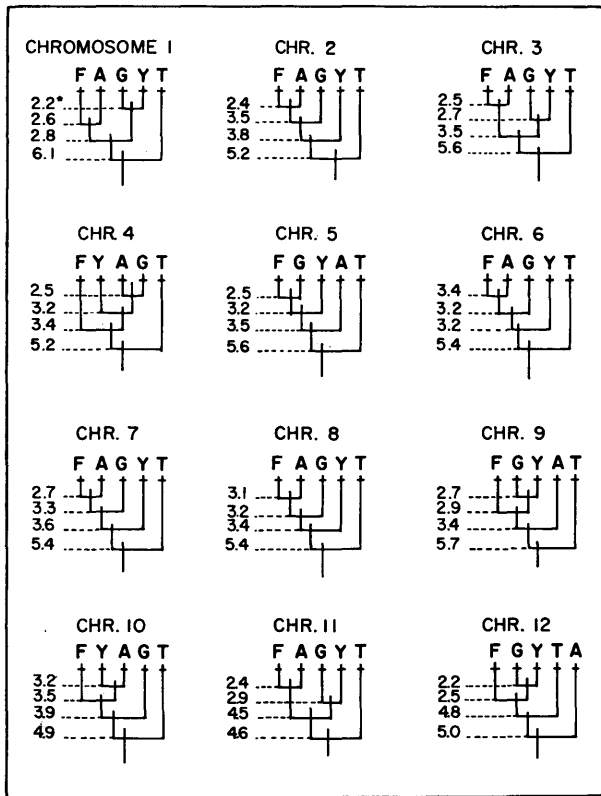 CHROMOSOME 1
F A G Y T
2.2*
2.6
2.8
6.1
CHR. 2
F A G Y T
2.4
3.5
3.8
5.2
CHR. 3
F A G Y T
2.5
2.7
3.5
5.6
CHR. 4
F Y A G T
2.5
3.2
3.4
5.2
CHR. 5
F G Y A T
2.5
3.2
3.5
5.6
CHR. 6
F A G Y T
3.4
3.2
3.2
5.4
CHR. 7
F A G Y T
2.7
3.3
3.6
5.4
CHR. 8
F A G Y T
3.1
3.2
3.4
5.4
CHR. 9
F G Y A T
2.7
2.9
3.4
5.7
CHR. 10
F Y A G T
3.2
3.5
3.9
4.9
CHR. 11
F A G Y T
2.4
2.9
4.5
4.6
CHR. 12
F G Y T A
2.2
2.5
4.8
5.0